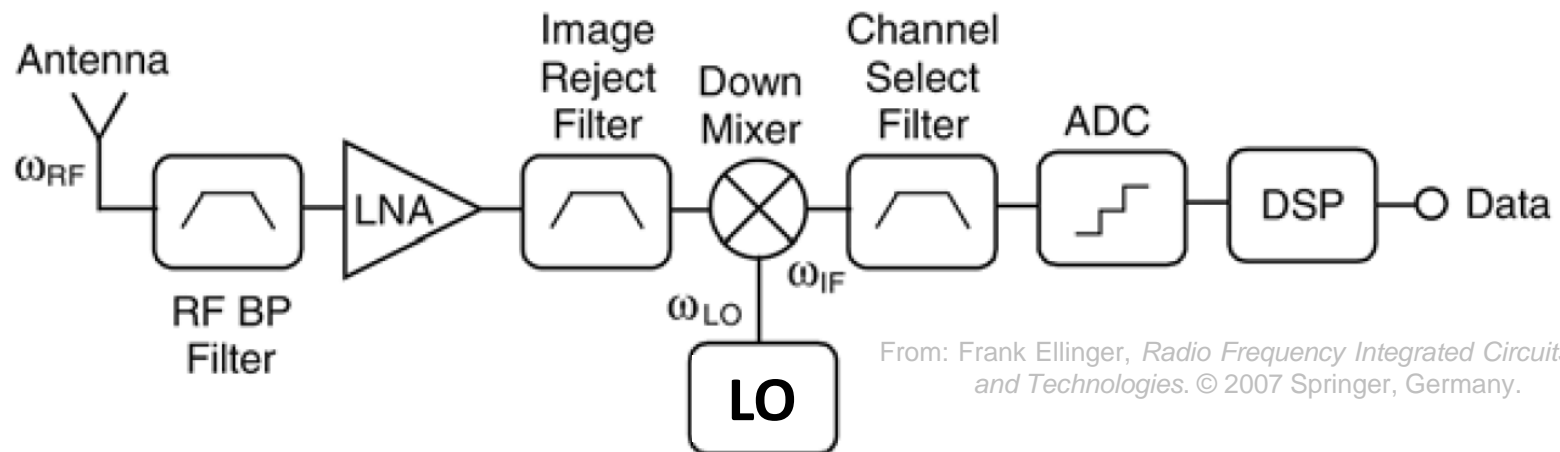 Antenna
ωRF
RF BP
Filter
LNA
Image
Reject
Filter
Down
Mixer
ωLO
LO
ωIF
Channel
Select
Filter
ADC
DSP
Data
From: Frank Ellinger, Radio Frequency Integrated Circuits
and Technologies. © 2007 Springer, Germany.